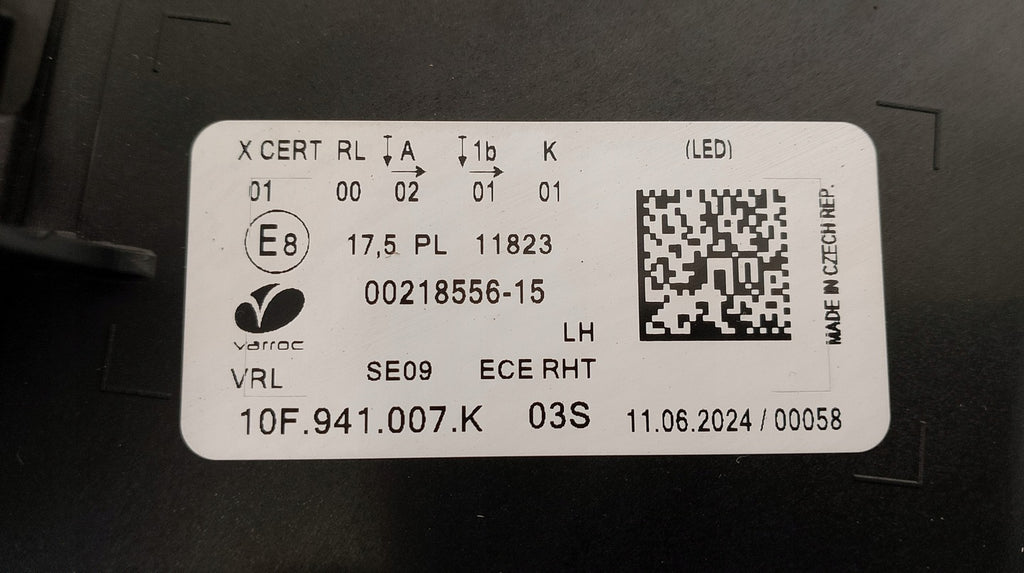 X CERT RL ↕A→ ↕1b→ K (LED)
01 00 02 01 01
E8 17,5 PL 11823
00218556-15
varroc
LH
VRL SE09 ECE RHT
10F.941.007.K 03S 11.06.2024 / 00058
MADE IN CZECH REP.